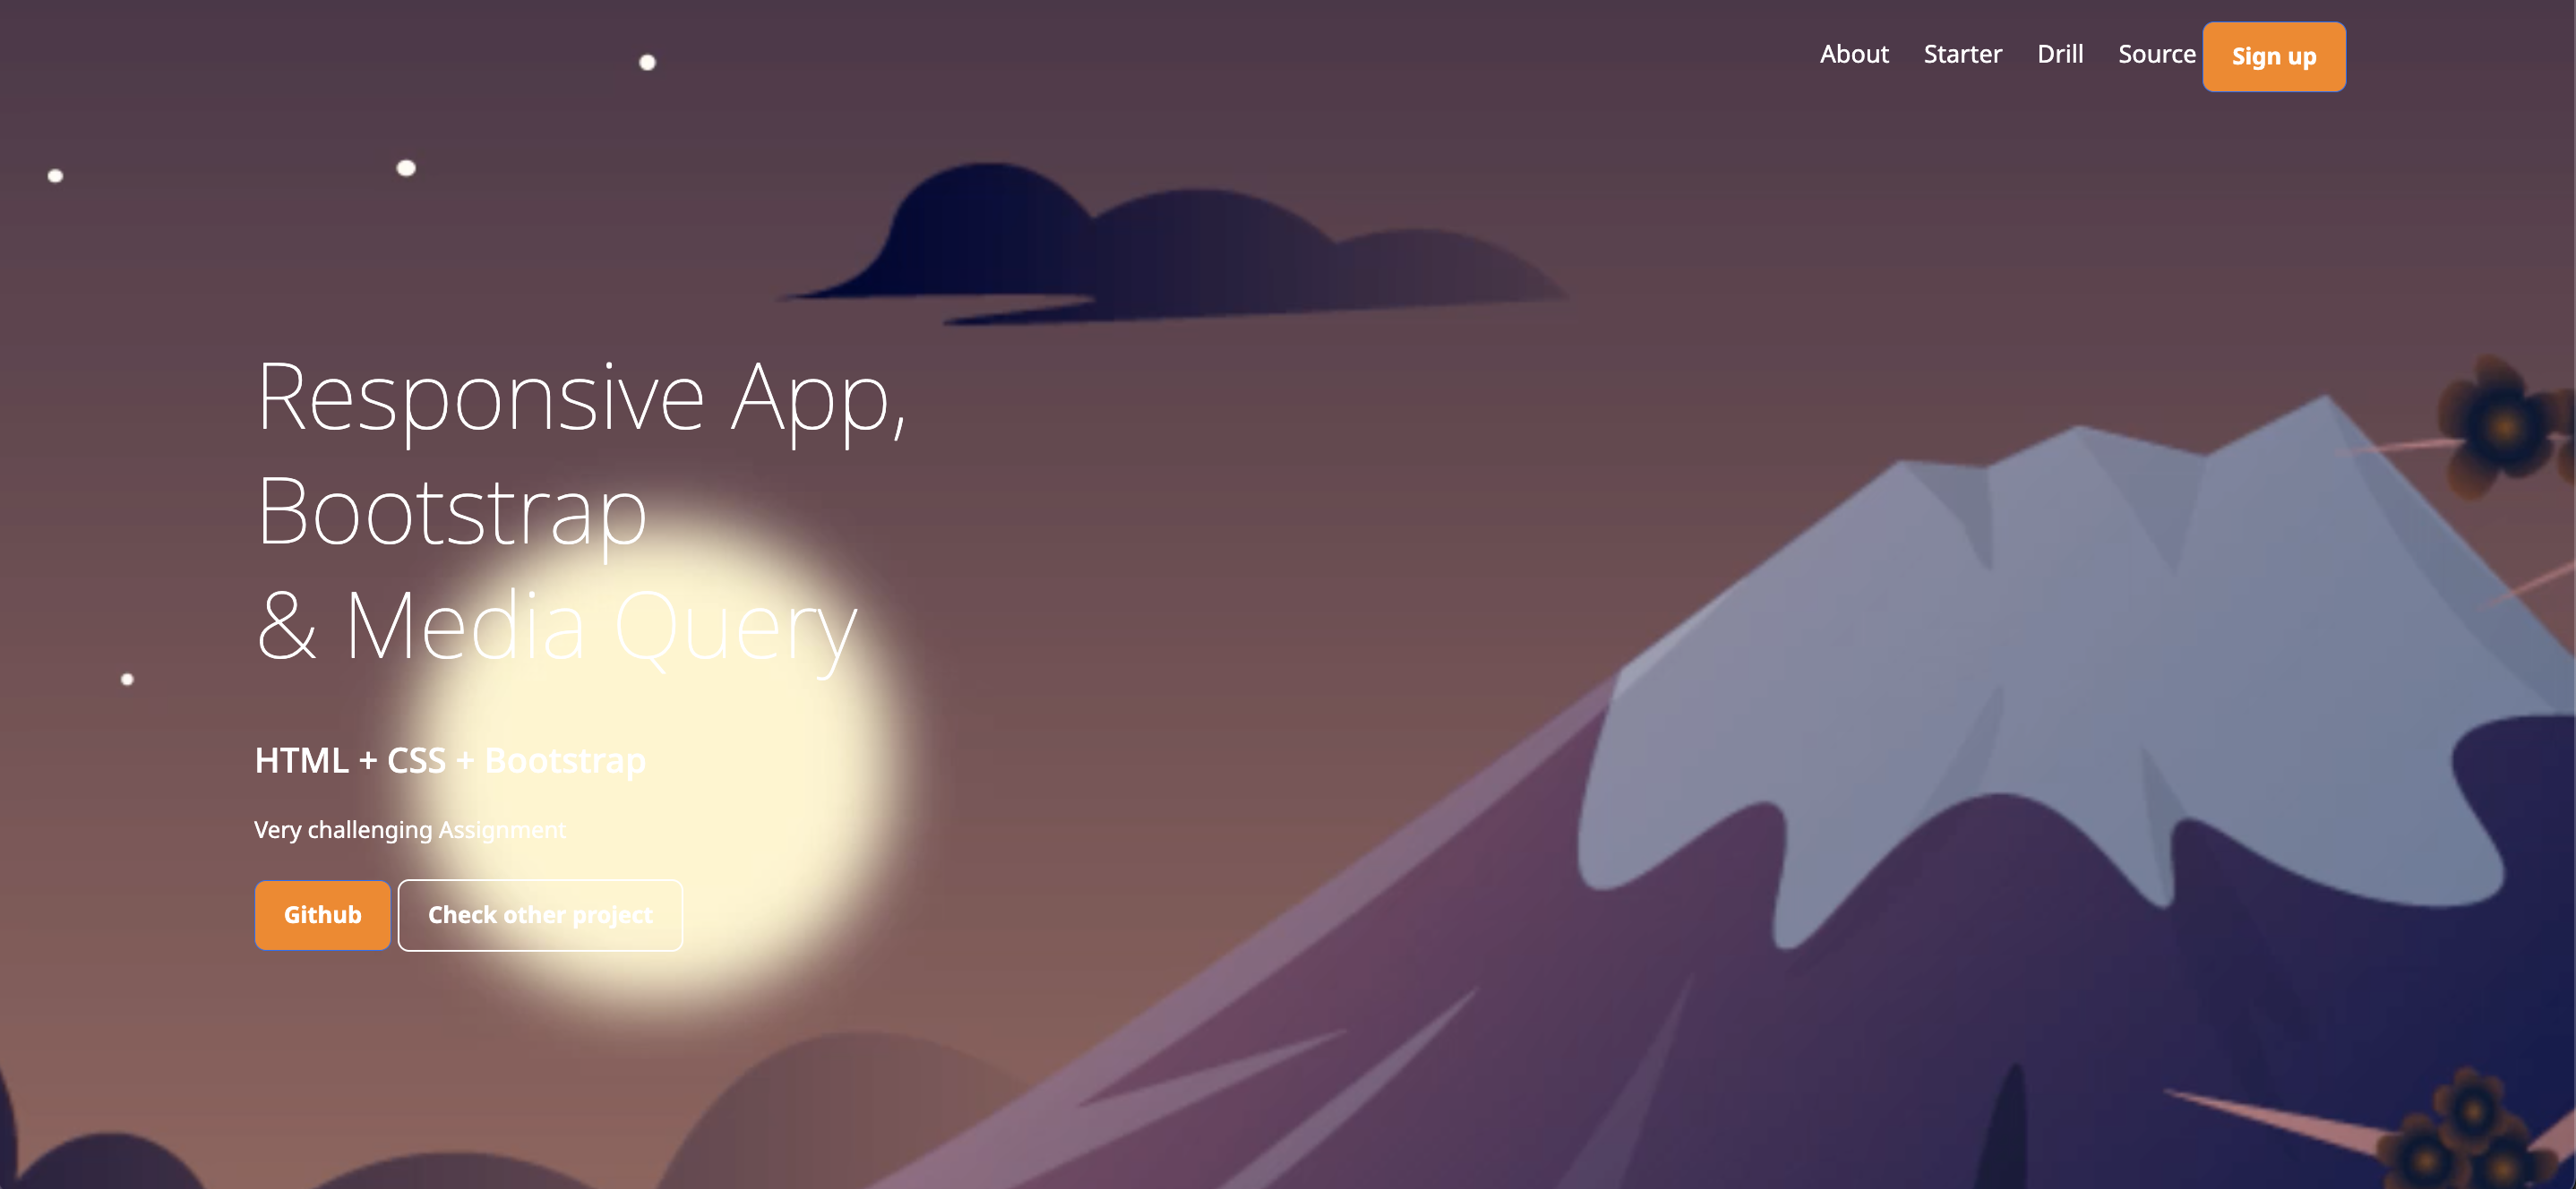 About Starter Drill Source Sign up
Responsive App,
Bootstrap
& Media Query
HTML + CSS + Bootstrap
Very challenging Assignment
Github Check other project